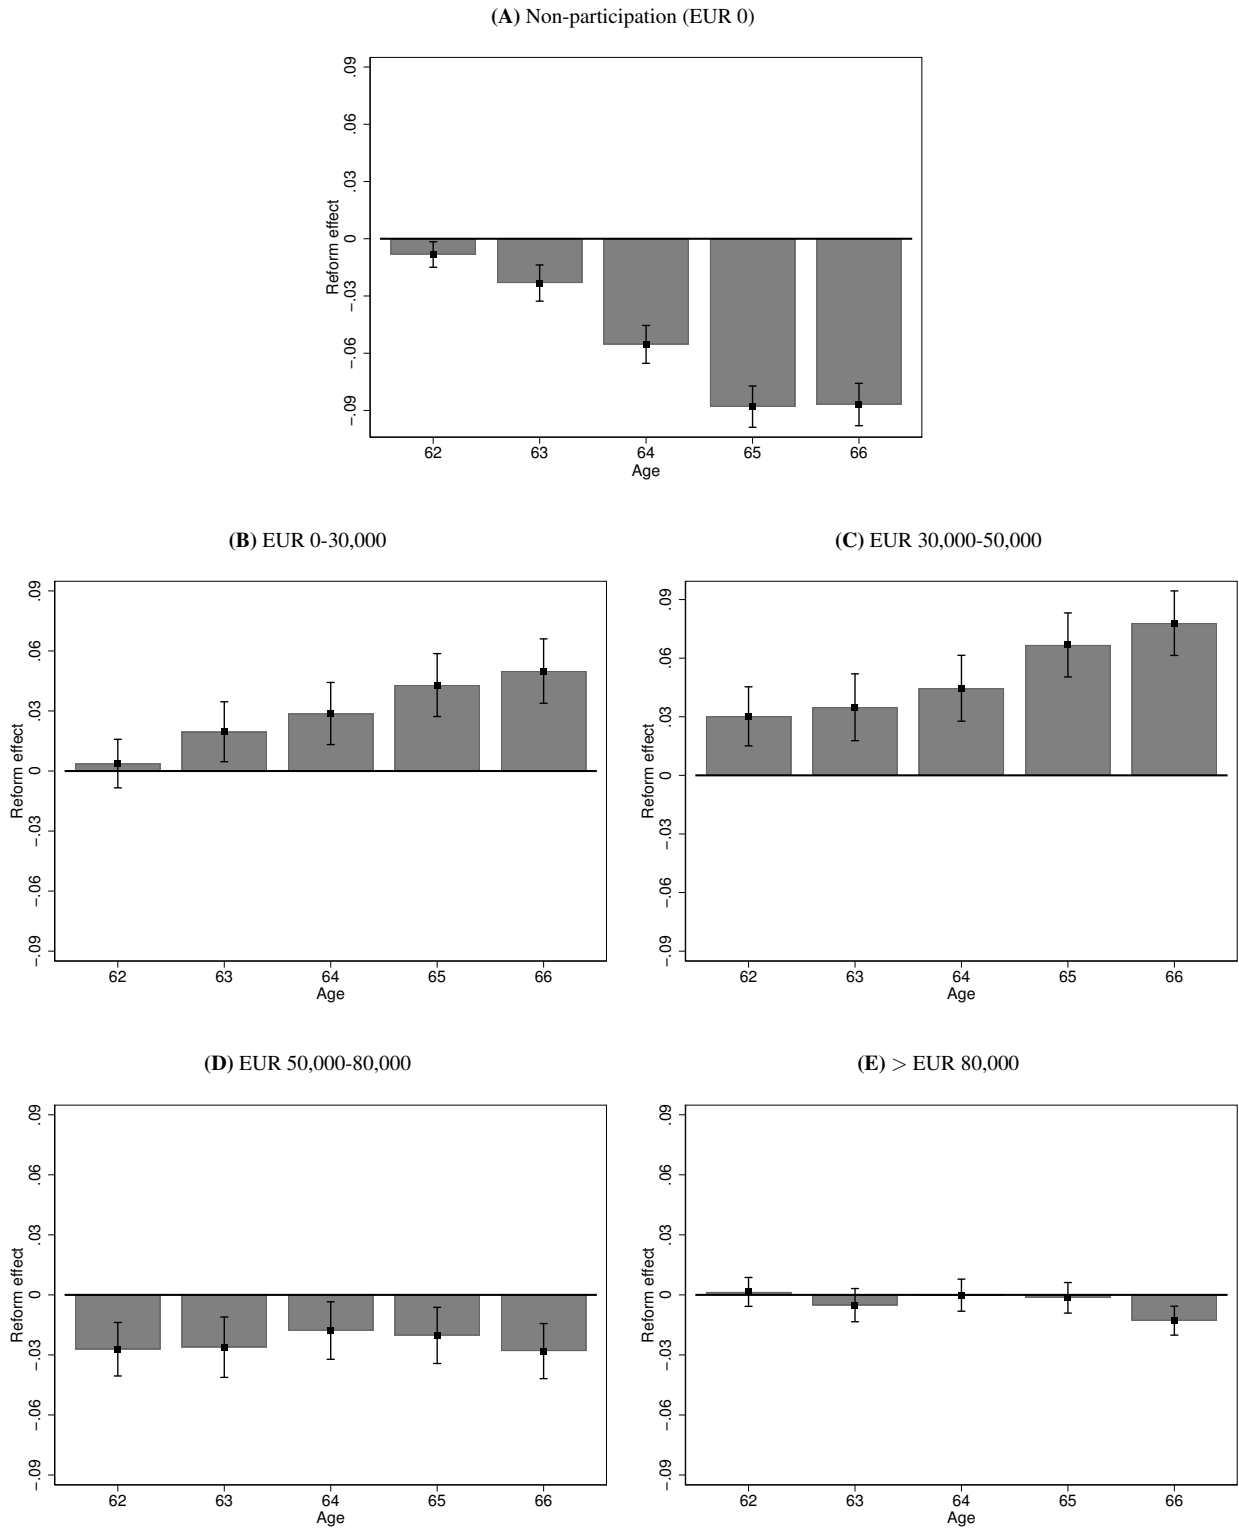 (A) Non-participation (EUR 0)
.09
.06
.03
0
−.03
−.06
−.09
Reform effect
62 63 64 65 66
Age
(B) EUR 0-30,000
.09
.06
.03
0
−.03
−.06
−.09
Reform effect
62 63 64 65 66
Age
(C) EUR 30,000-50,000
.09
.06
.03
0
−.03
−.06
−.09
Reform effect
62 63 64 65 66
Age
(D) EUR 50,000-80,000
.09
.06
.03
0
−.03
−.06
−.09
Reform effect
62 63 64 65 66
Age
(E) > EUR 80,000
.09
.06
.03
0
−.03
−.06
−.09
Reform effect
62 63 64 65 66
Age